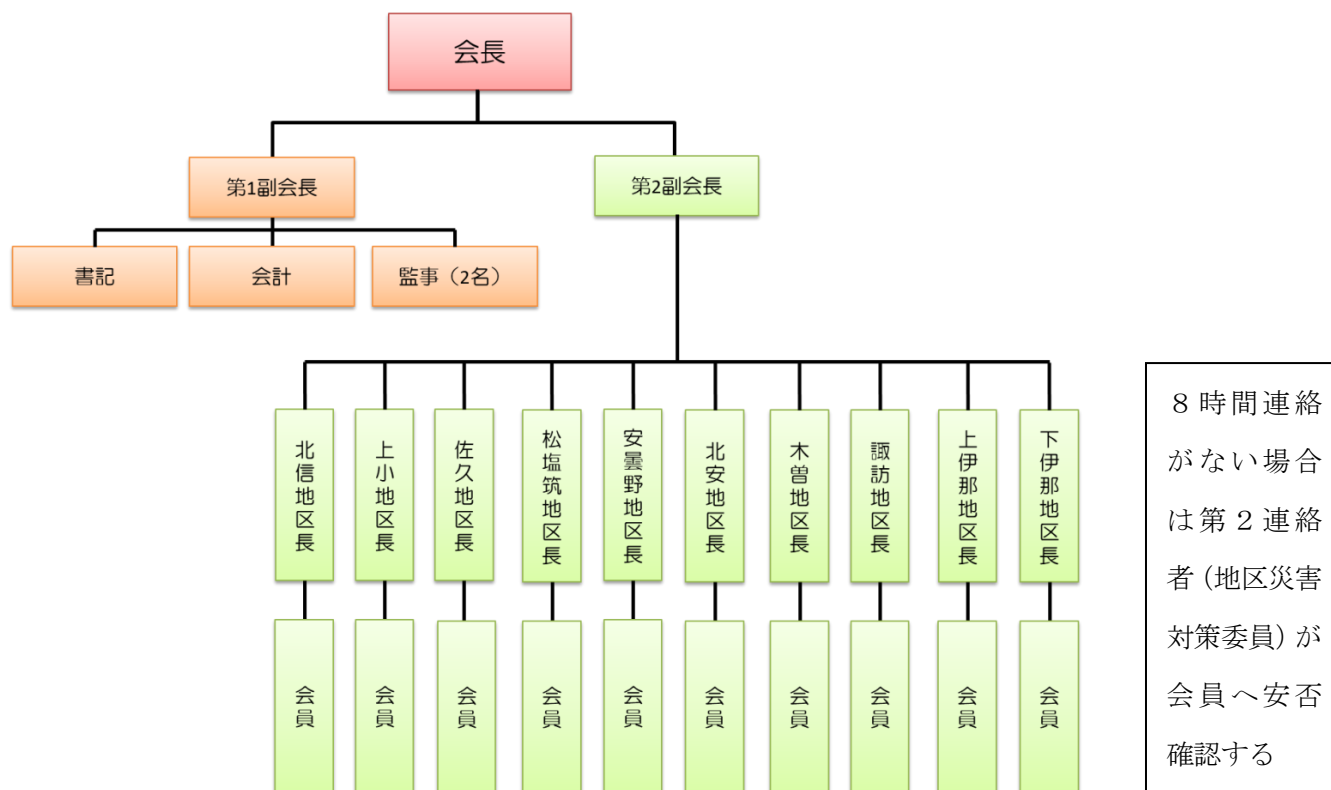 会長
第1副会長
第2副会長
書記
会計
監事（2名）
北信地区長
上小地区長
佐久地区長
松塩筑地区長
安曇野地区長
北安地区長
木曽地区長
諏訪地区長
上伊那地区長
下伊那地区長
会員
会員
会員
会員
会員
会員
会員
会員
会員
会員
８時間連絡
がない場合
は第２連絡
者（地区災害
対策委員）が
会員へ安否
確認する